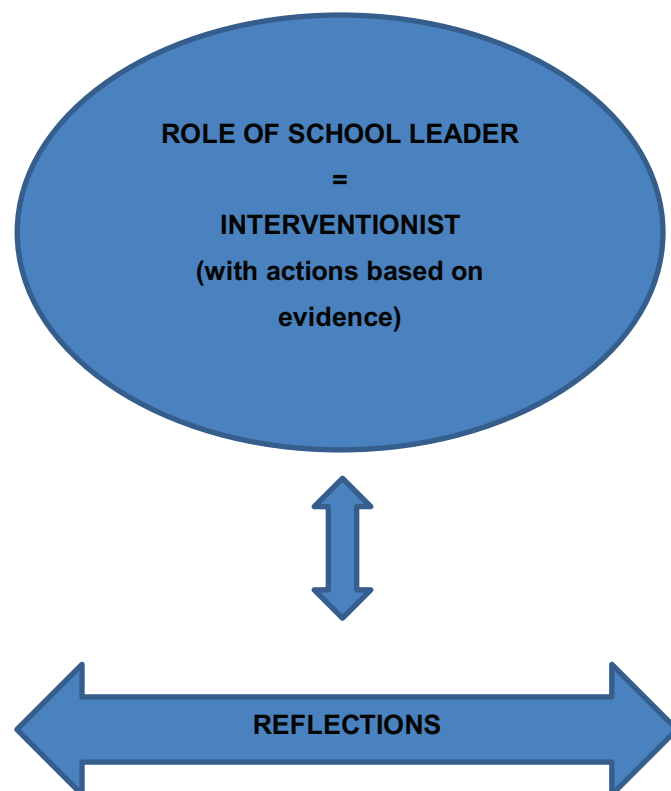 ROLE OF SCHOOL LEADER
=
INTERVENTIONIST
(with actions based on
evidence)
REFLECTIONS